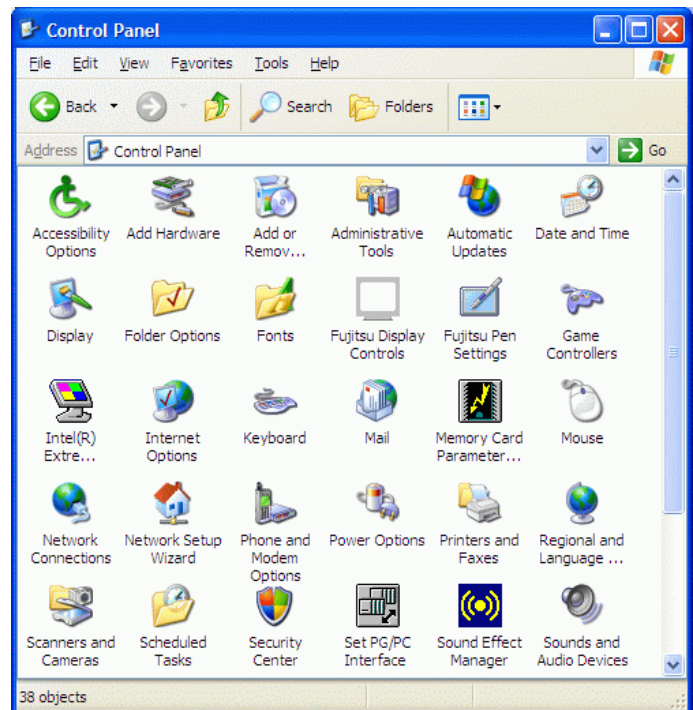 Control Panel
File Edit View Favorites Tools Help
Back Search Folders
Address Control Panel Go
Accessibility Options
Add Hardware
Add or Remov...
Administrative Tools
Automatic Updates
Date and Time
Display
Folder Options
Fonts
Fujitsu Display Controls
Fujitsu Pen Settings
Game Controllers
Intel(R) Extre...
Internet Options
Keyboard
Mail
Memory Card Parameter...
Mouse
Network Connections
Network Setup Wizard
Phone and Modem Options
Power Options
Printers and Faxes
Regional and Language ...
Scanners and Cameras
Scheduled Tasks
Security Center
Set PG/PC Interface
Sound Effect Manager
Sounds and Audio Devices
38 objects